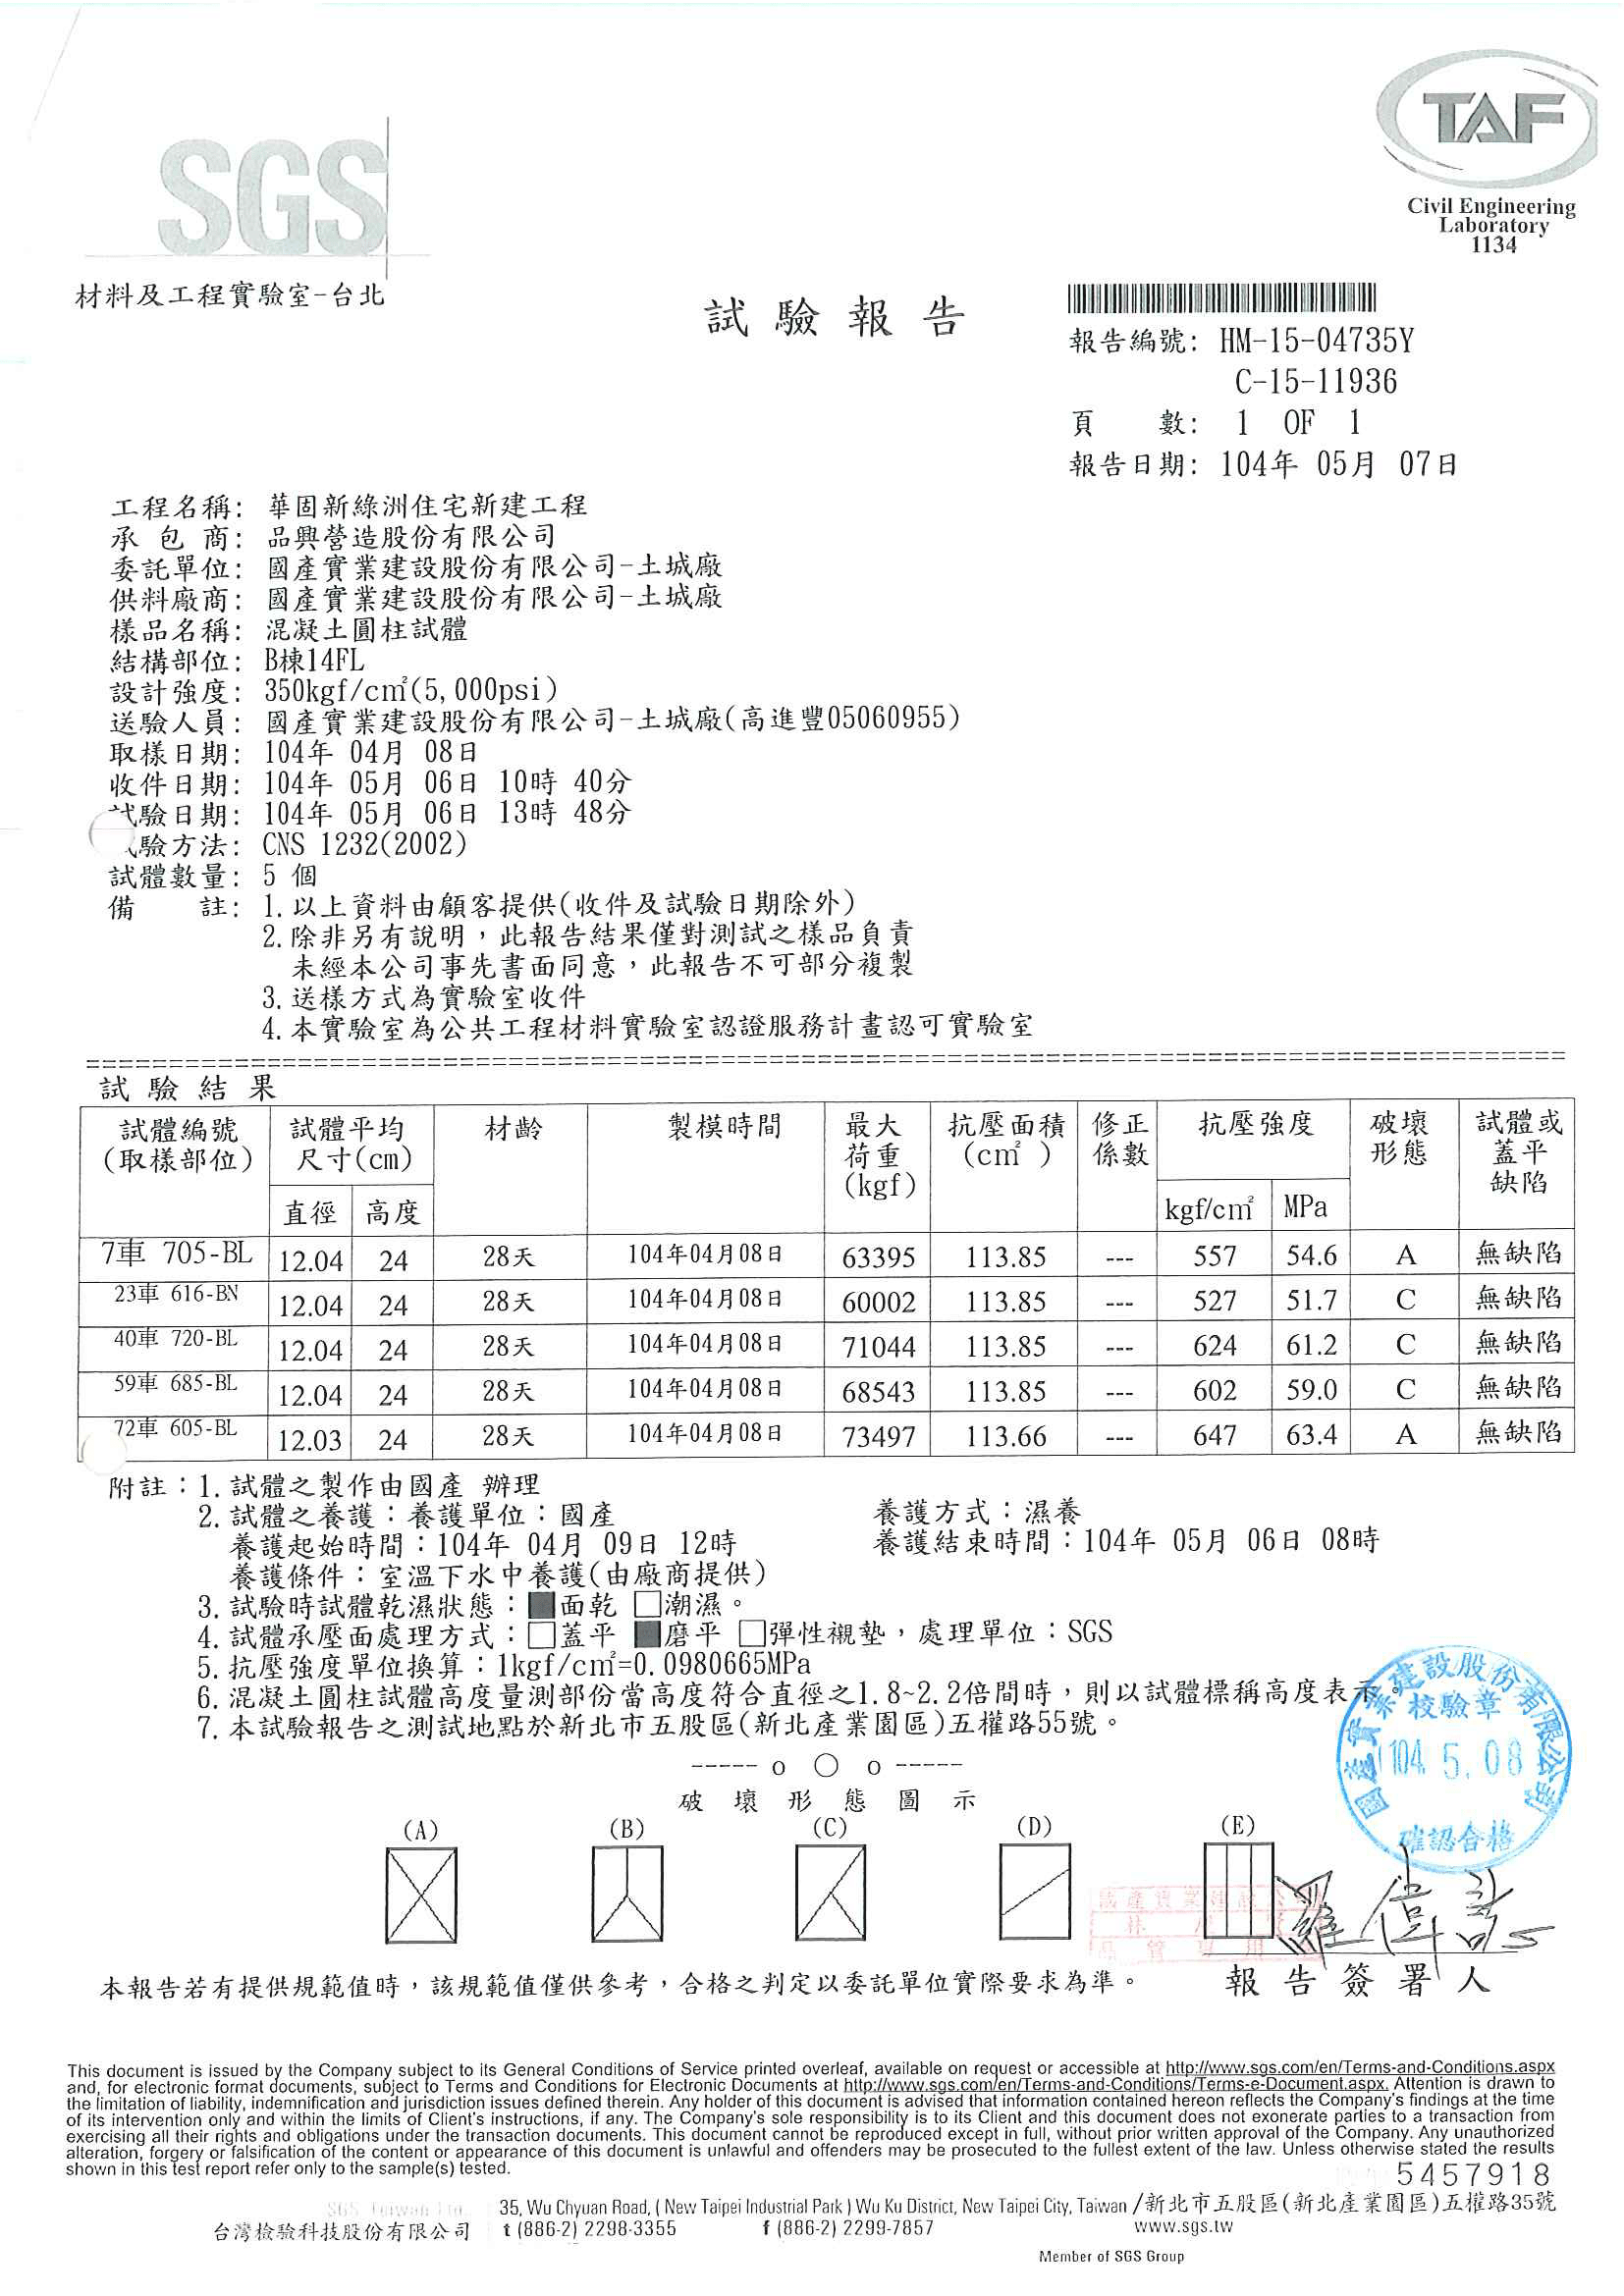 SGS
TAF
Civil Engineering
Laboratory
1134
材料及工程實驗室-台北
試驗報告
報告編號: HM-15-04735Y
C-15-11936
頁 數: 1 OF 1
報告日期: 104年 05月 07日
工程名稱: 華固新綠洲住宅新建工程
承包商: 品興營造股份有限公司
委託單位: 國產實業建設股份有限公司-土城廠
供料廠商: 國產實業建設股份有限公司-土城廠
樣品名稱: 混凝土圓柱試體
結構部位: B棟14FL
設計強度: 350kgf/c㎡(5,000psi)
送驗人員: 國產實業建設股份有限公司-土城廠(高進豐05060955)
取樣日期: 104年 04月 08日
收件日期: 104年 05月 06日 10時 40分
試驗日期: 104年 05月 06日 13時 48分
驗方法: CNS 1232(2002)
試體數量: 5 個
備 註: 1.以上資料由顧客提供(收件及試驗日期除外)
2.除非另有說明，此報告結果僅對測試之樣品負責
未經本公司事先書面同意，此報告不可部分複製
3.送樣方式為實驗室收件
4.本實驗室為公共工程材料實驗室認證服務計畫認可實驗室
試驗結果
試體編號(取樣部位) 試體平均尺寸(cm) 材齡 製模時間 最大荷重(kgf) 抗壓面積(c㎡) 修正係數 抗壓強度 破壞形態 試體或蓋平缺陷
直徑 高度 kgf/c㎡ MPa
7車 705-BL 12.04 24 28天 104年04月08日 63395 113.85 --- 557 54.6 A 無缺陷
23車 616-BN 12.04 24 28天 104年04月08日 60002 113.85 --- 527 51.7 C 無缺陷
40車 720-BL 12.04 24 28天 104年04月08日 71044 113.85 --- 624 61.2 C 無缺陷
59車 685-BL 12.04 24 28天 104年04月08日 68543 113.85 --- 602 59.0 C 無缺陷
72車 605-BL 12.03 24 28天 104年04月08日 73497 113.66 --- 647 63.4 A 無缺陷
附註：1.試體之製作由國產 辦理
2.試體之養護：養護單位：國產 養護方式：濕養
養護起始時間：104年 04月 09日 12時 養護結束時間：104年 05月 06日 08時
養護條件：室溫下水中養護(由廠商提供)
3.試驗時試體乾濕狀態：■面乾 □潮濕。
4.試體承壓面處理方式：□蓋平 ■磨平 □彈性襯墊，處理單位：SGS
5.抗壓強度單位換算：1kgf/c㎡=0.0980665MPa
6.混凝土圓柱試體高度量測部份當高度符合直徑之1.8~2.2倍間時，則以試體標稱高度表示。
7.本試驗報告之測試地點於新北市五股區(新北產業園區)五權路55號。
國產實業建設股份有限公司
校驗章
104. 5. 08
確認合格
----- o ○ o -----
破壞形態圖示
(A) (B) (C) (D) (E)
本報告若有提供規範值時，該規範值僅供參考，合格之判定以委託單位實際要求為準。
報告簽署人
This document is issued by the Company subject to its General Conditions of Service printed overleaf, available on request or accessible at http://www.sgs.com/en/Terms-and-Conditions.aspx
and, for electronic format documents, subject to Terms and Conditions for Electronic Documents at http://www.sgs.com/en/Terms-and-Conditions/Terms-e-Document.aspx. Attention is drawn to
the limitation of liability, indemnification and jurisdiction issues defined therein. Any holder of this document is advised that information contained hereon reflects the Company's findings at the time
of its intervention only and within the limits of Client's instructions, if any. The Company's sole responsibility is to its Client and this document does not exonerate parties to a transaction from
exercising all their rights and obligations under the transaction documents. This document cannot be reproduced except in full, without prior written approval of the Company. Any unauthorized
alteration, forgery or falsification of the content or appearance of this document is unlawful and offenders may be prosecuted to the fullest extent of the law. Unless otherwise stated the results
shown in this test report refer only to the sample(s) tested.
5457918
SGS Taiwan Ltd.
台灣檢驗科技股份有限公司
35, Wu Chyuan Road, (New Taipei Industrial Park) Wu Ku District, New Taipei City, Taiwan /新北市五股區(新北產業園區)五權路35號
t (886-2) 2298-3355 f (886-2) 2299-7857 www.sgs.tw
Member of SGS Group